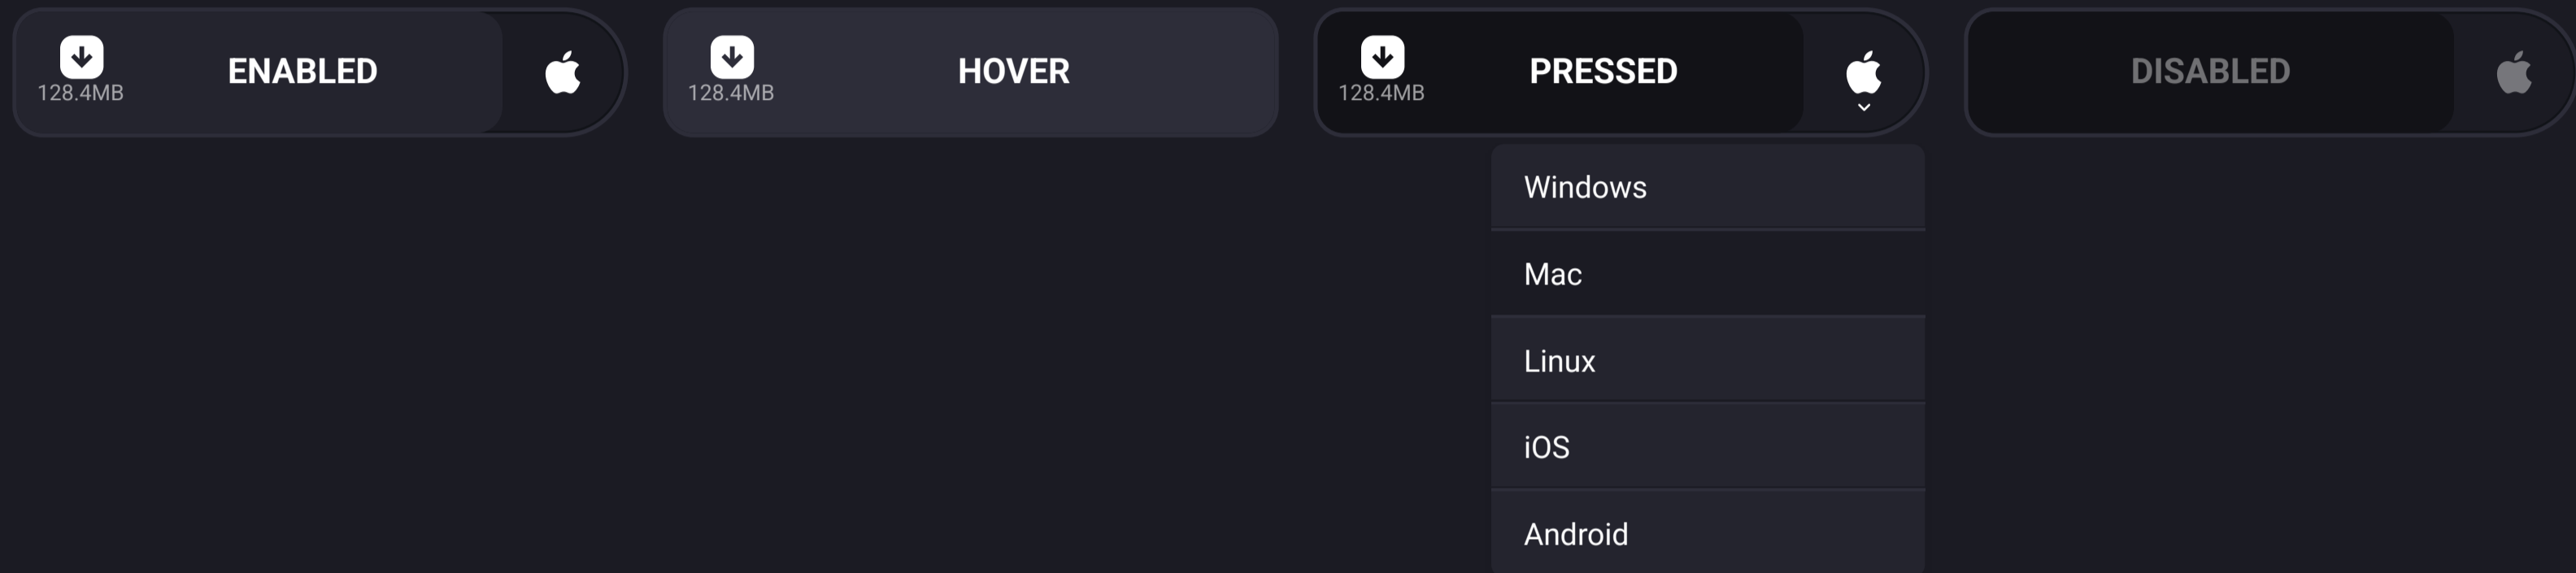 ENABLED
128.4MB
HOVER
128.4MB
PRESSED
128.4MB
DISABLED
Windows
Mac
Linux
iOS
Android